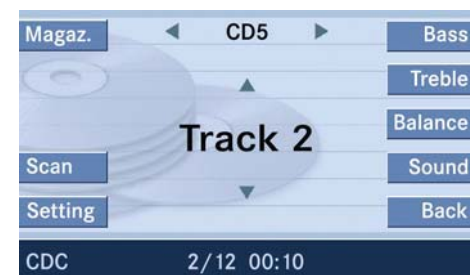 Magaz.
CD5
Bass
Treble
Track 2
Balance
Scan
Sound
Setting
Back
CDC 2/12 00:10